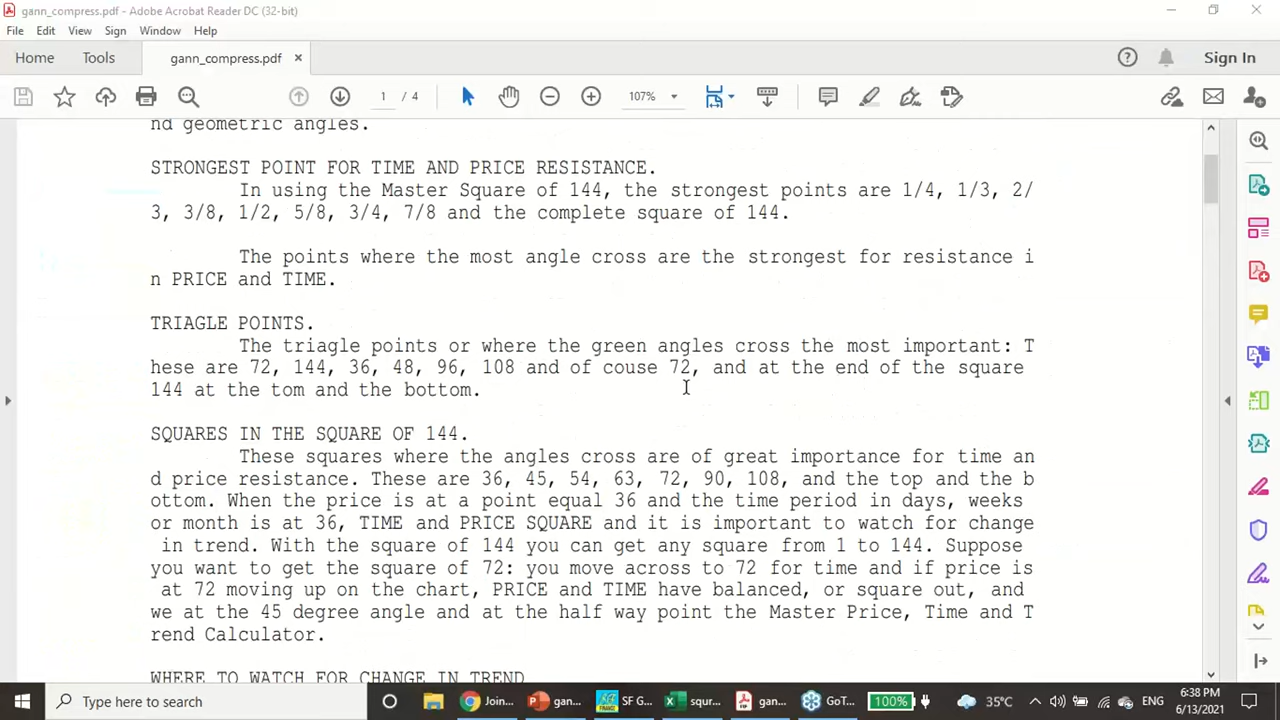 gann_compress.pdf - Adobe Acrobat Reader DC (32-bit)
File Edit View Sign Window Help
Home Tools gann_compress.pdf × Sign In
1 / 4 107%
nd geometric angles.
STRONGEST POINT FOR TIME AND PRICE RESISTANCE.
In using the Master Square of 144, the strongest points are 1/4, 1/3, 2/
3, 3/8, 1/2, 5/8, 3/4, 7/8 and the complete square of 144.
The points where the most angle cross are the strongest for resistance i
n PRICE and TIME.
TRIAGLE POINTS.
The triagle points or where the green angles cross the most important: T
hese are 72, 144, 36, 48, 96, 108 and of couse 72, and at the end of the square
144 at the tom and the bottom.
SQUARES IN THE SQUARE OF 144.
These squares where the angles cross are of great importance for time an
d price resistance. These are 36, 45, 54, 63, 72, 90, 108, and the top and the b
ottom. When the price is at a point equal 36 and the time period in days, weeks
or month is at 36, TIME and PRICE SQUARE and it is important to watch for change
in trend. With the square of 144 you can get any square from 1 to 144. Suppose
you want to get the square of 72: you move across to 72 for time and if price is
at 72 moving up on the chart, PRICE and TIME have balanced, or square out, and
we at the 45 degree angle and at the half way point the Master Price, Time and T
rend Calculator.
WHERE TO WATCH FOR CHANGE IN TREND
Type here to search Join... gan... SF G... squr... gan... GoT... 100% 35°C ENG 6:38 PM
6/13/2021